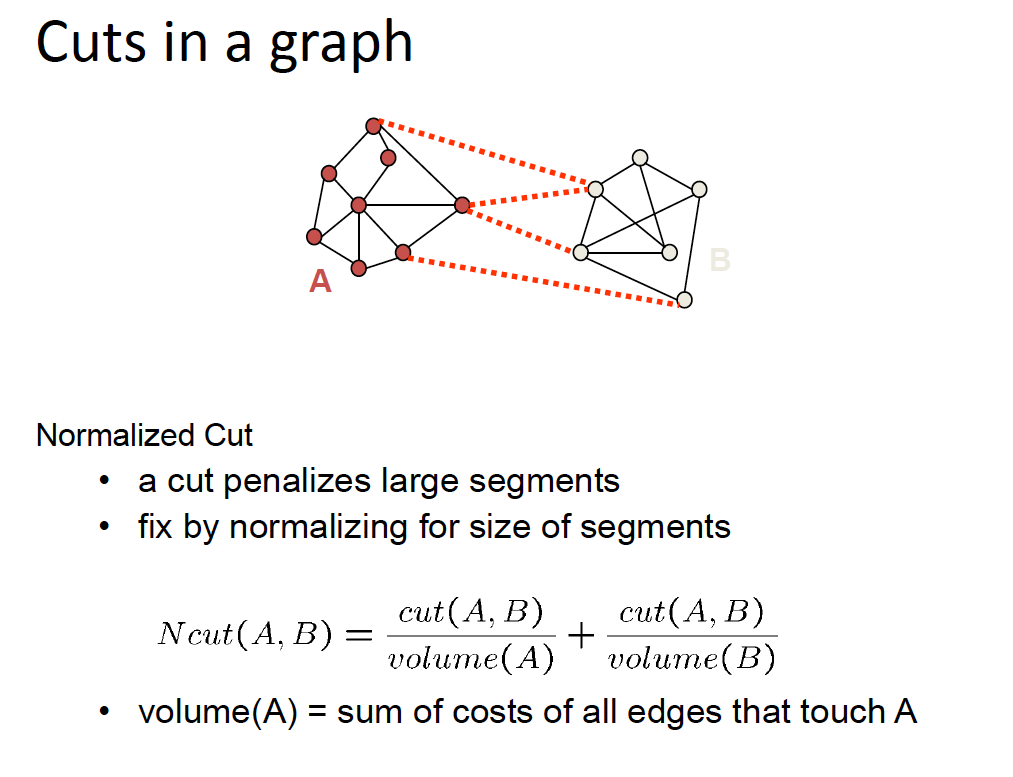 Cuts in a graph
A
B
Normalized Cut
• a cut penalizes large segments
• fix by normalizing for size of segments
Ncut(A, B) = cut(A, B) / volume(A) + cut(A, B) / volume(B)
• volume(A) = sum of costs of all edges that touch A